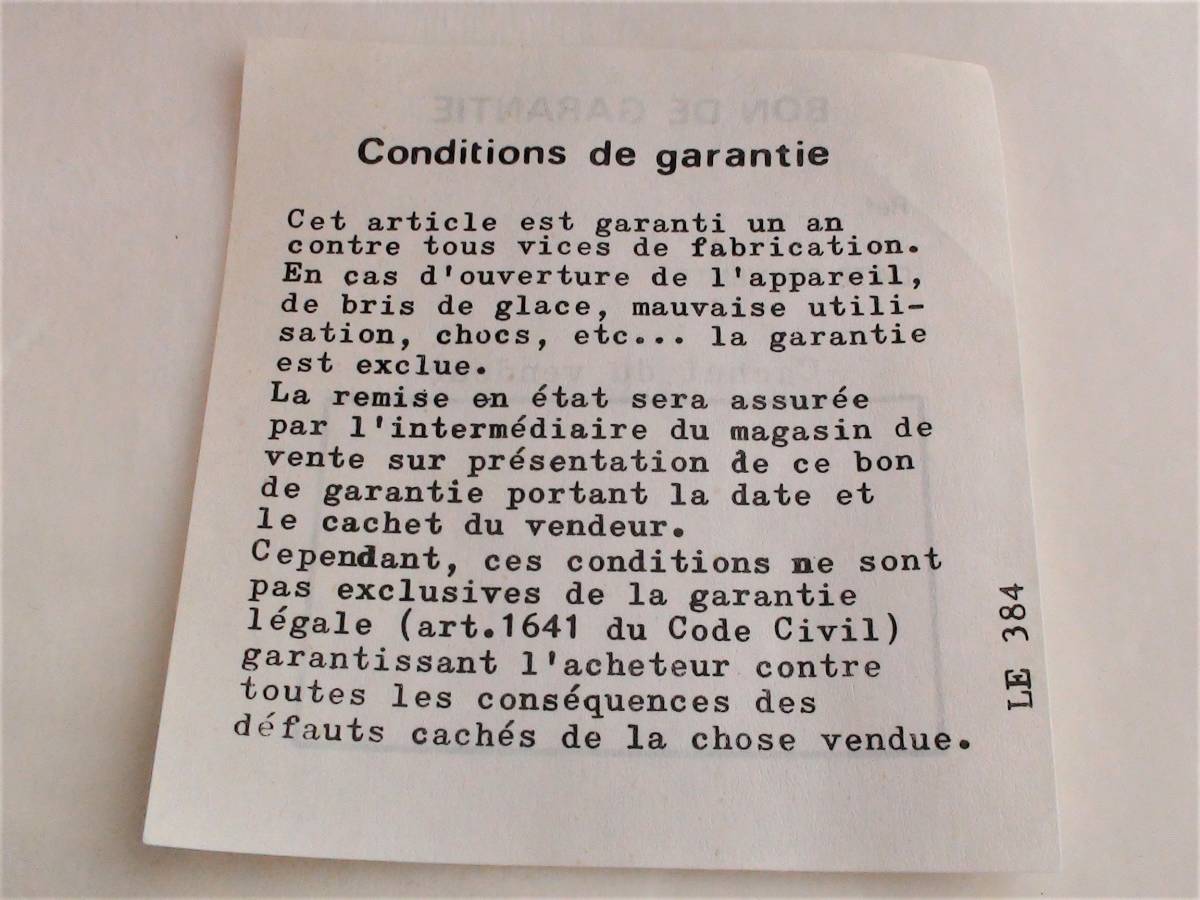 BON DE GARANTIE
Conditions de garantie
Cet article est garanti un an
contre tous vices de fabrication.
En cas d'ouverture de l'appareil,
de bris de glace, mauvaise utili-
sation, chocs, etc... la garantie
est exclue.
La remise en état sera assurée
par l'intermédiaire du magasin de
vente sur présentation de ce bon
de garantie portant la date et
le cachet du vendeur.
Cependant, ces conditions ne sont
pas exclusives de la garantie
légale (art.1641 du Code Civil)
garantissant l'acheteur contre
toutes les conséquences des
défauts cachés de la chose vendue.
LE 384